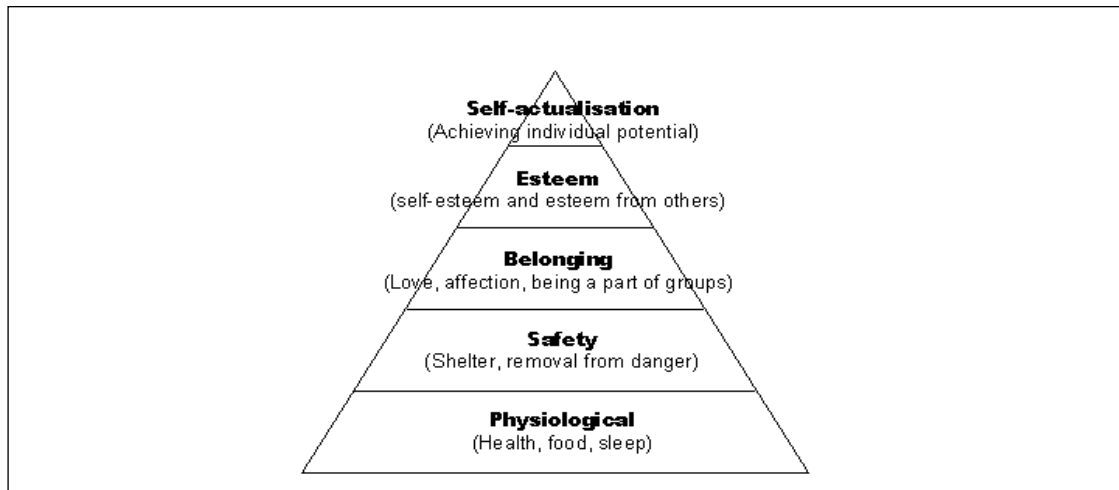 Self-actualisation
(Achieving individual potential)
Esteem
(self-esteem and esteem from others)
Belonging
(Love, affection, being a part of groups)
Safety
(Shelter, removal from danger)
Physiological
(Health, food, sleep)